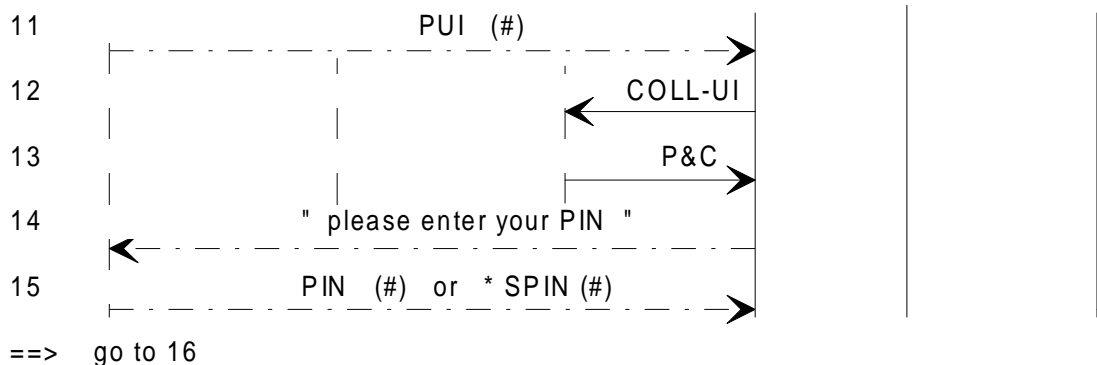 11 PUI (#)
12 COLL-UI
13 P&C
14 " please enter your PIN "
15 PIN (#) or * SPIN (#)
==> go to 16